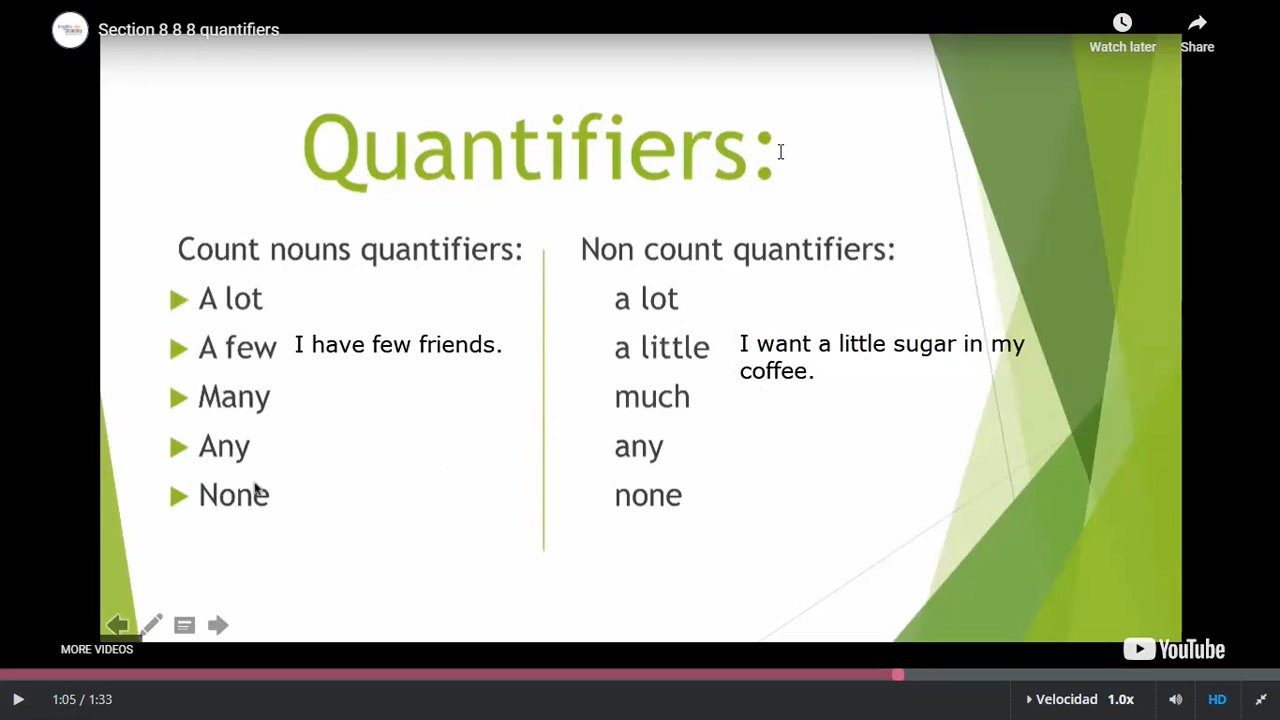 Section 8 8 8 quantifiers
Watch later
Share
Quantifiers:
Count nouns quantifiers:
Non count quantifiers:
A lot
a lot
A few
I have few friends.
a little
I want a little sugar in my
coffee.
Many
much
Any
any
None
none
MORE VIDEOS
YouTube
1:05 / 1:33
Velocidad 1.0x
HD